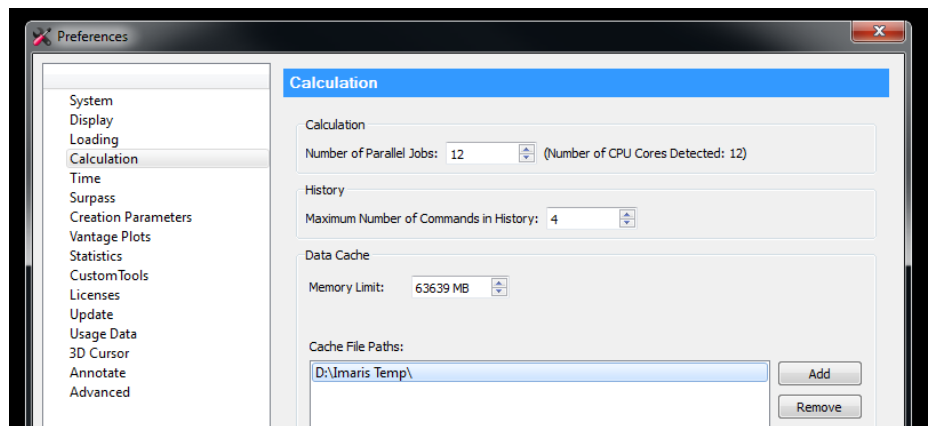 Preferences
x
System
Display
Loading
Calculation
Time
Surpass
Creation Parameters
Vantage Plots
Statistics
CustomTools
Licenses
Update
Usage Data
3D Cursor
Annotate
Advanced
Calculation
Calculation
Number of Parallel Jobs: 12 (Number of CPU Cores Detected: 12)
History
Maximum Number of Commands in History: 4
Data Cache
Memory Limit: 63639 MB
Cache File Paths:
D:\Imaris Temp\
Add
Remove